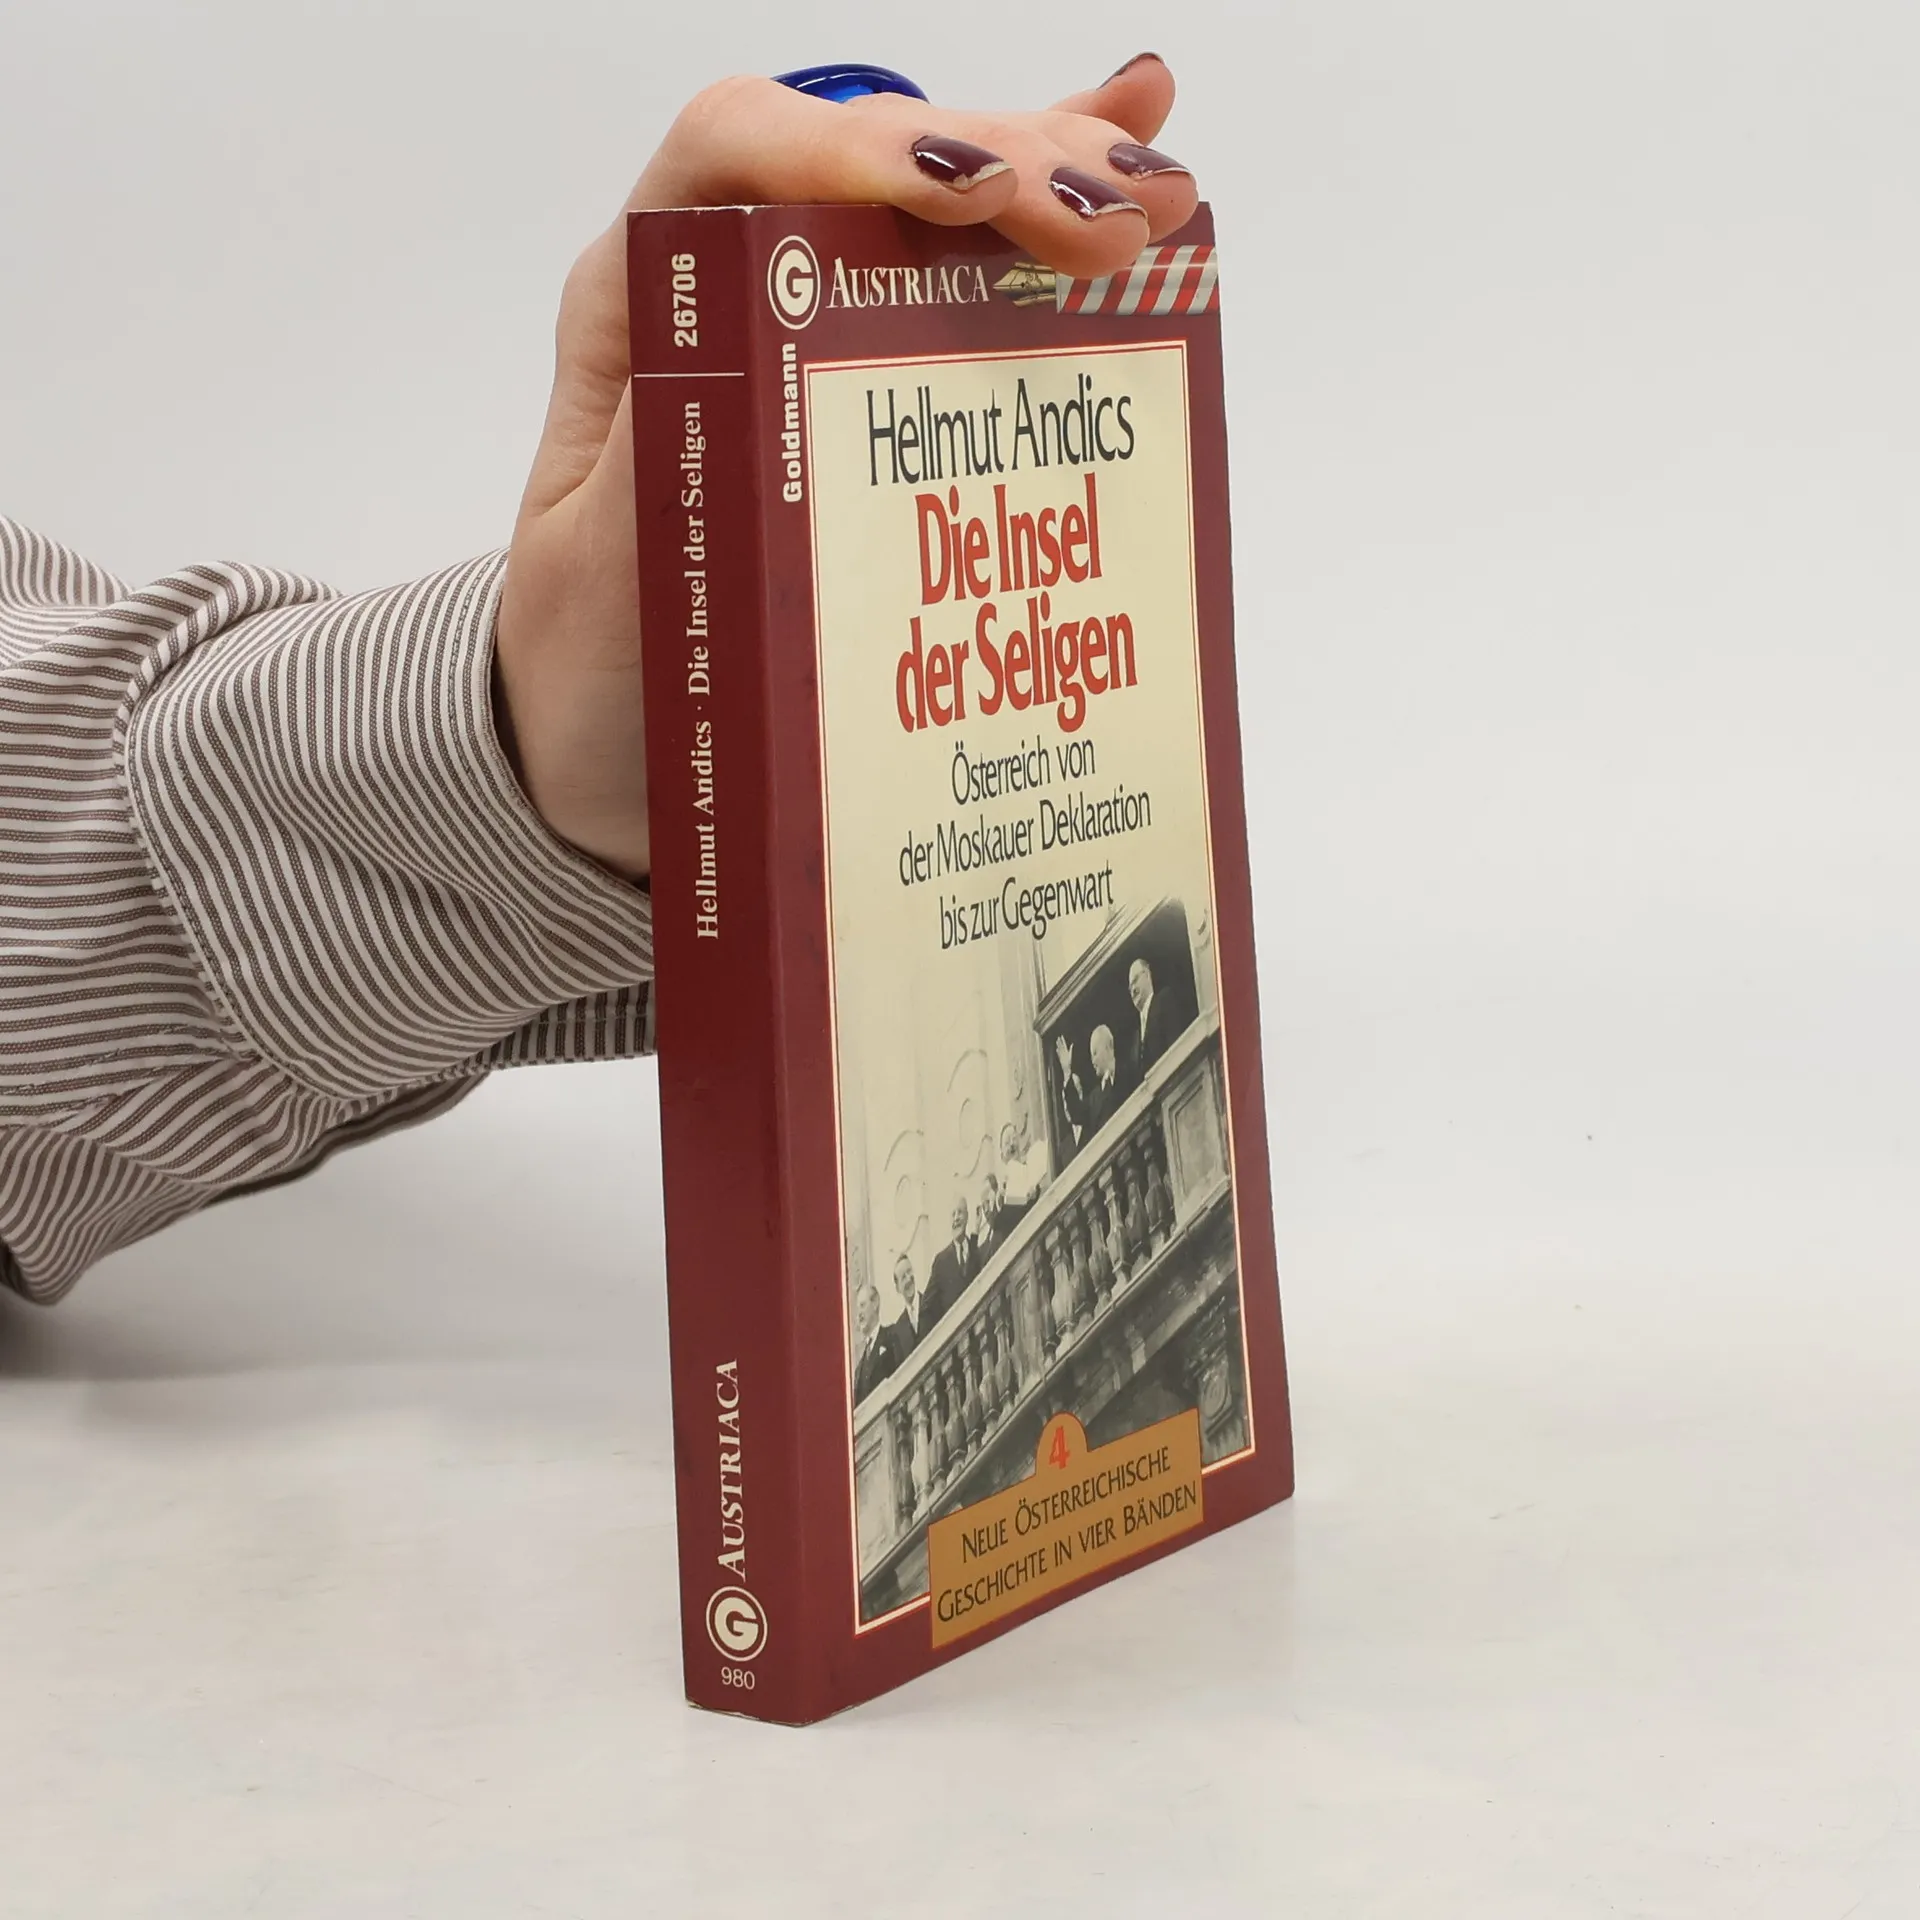 26706
Hellmut Andics · Die Insel der Seligen
AUSTRIACA
G
980
G AUSTRIACA
Goldmann
Hellmut Andics
Die Insel
der Seligen
Österreich von
der Moskauer Deklaration
bis zur Gegenwart
4
NEUE ÖSTERREICHISCHE
GESCHICHTE IN VIER BÄNDEN